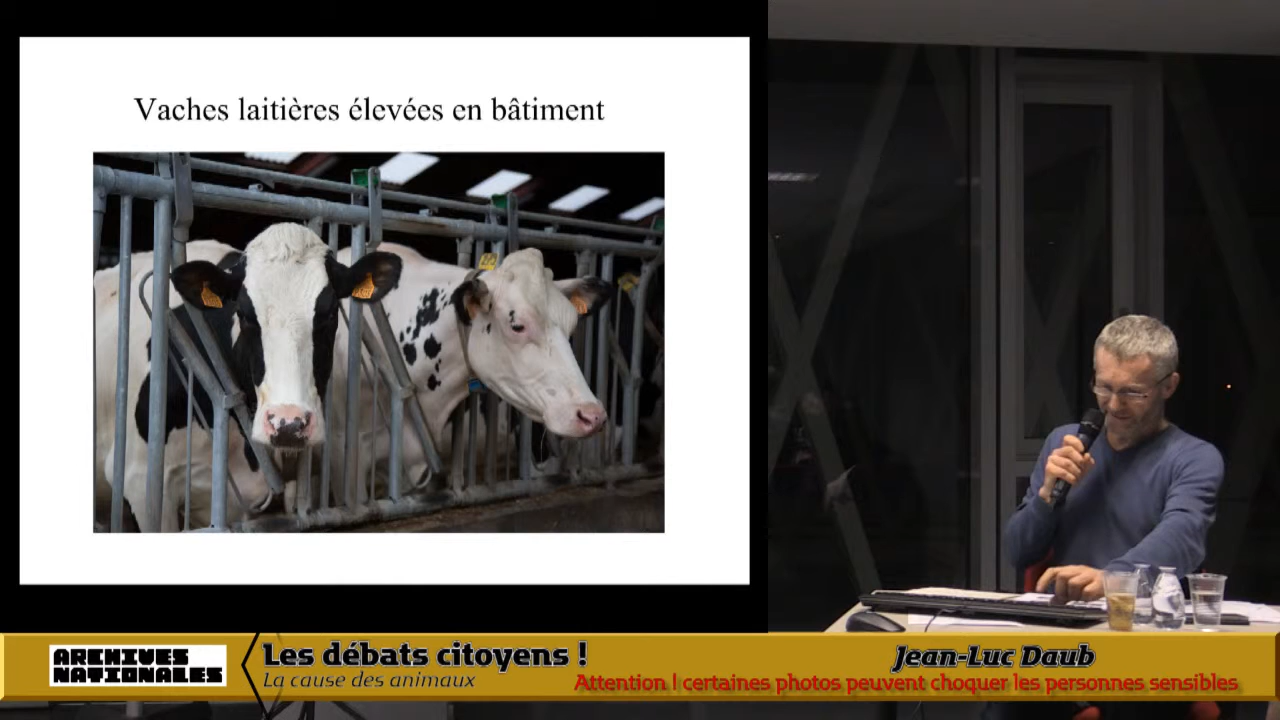 Vaches laitières élevées en bâtiment
ARCHIVES
NATIONALES
Les débats citoyens !
La cause des animaux
Jean-Luc Daub
Attention ! certaines photos peuvent choquer les personnes sensibles